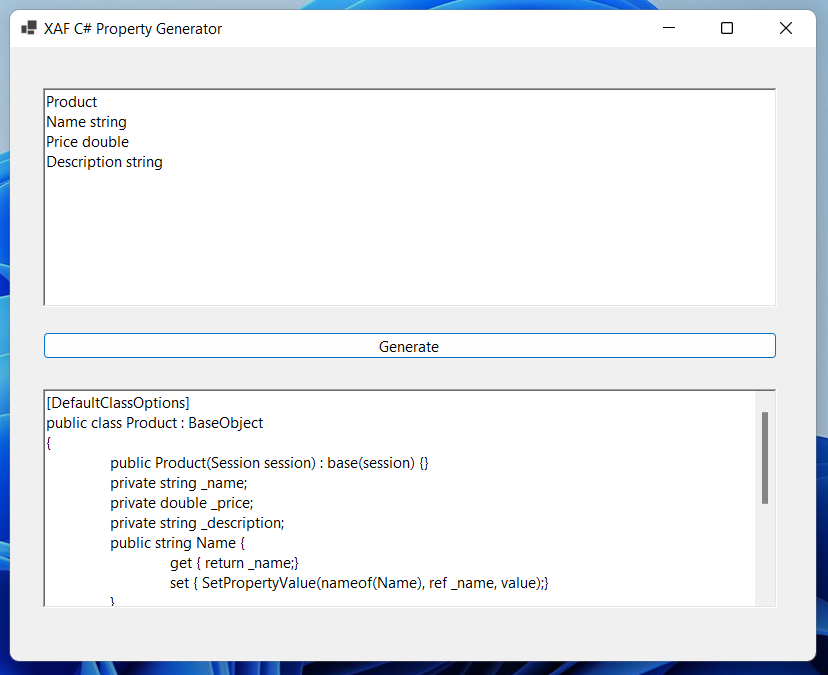 XAF C# Property Generator
Product
Name string
Price double
Description string
Generate
[DefaultClassOptions]
public class Product : BaseObject
{
public Product(Session session) : base(session) {}
private string _name;
private double _price;
private string _description;
public string Name {
get { return _name;}
set { SetPropertyValue(nameof(Name), ref _name, value);}
}